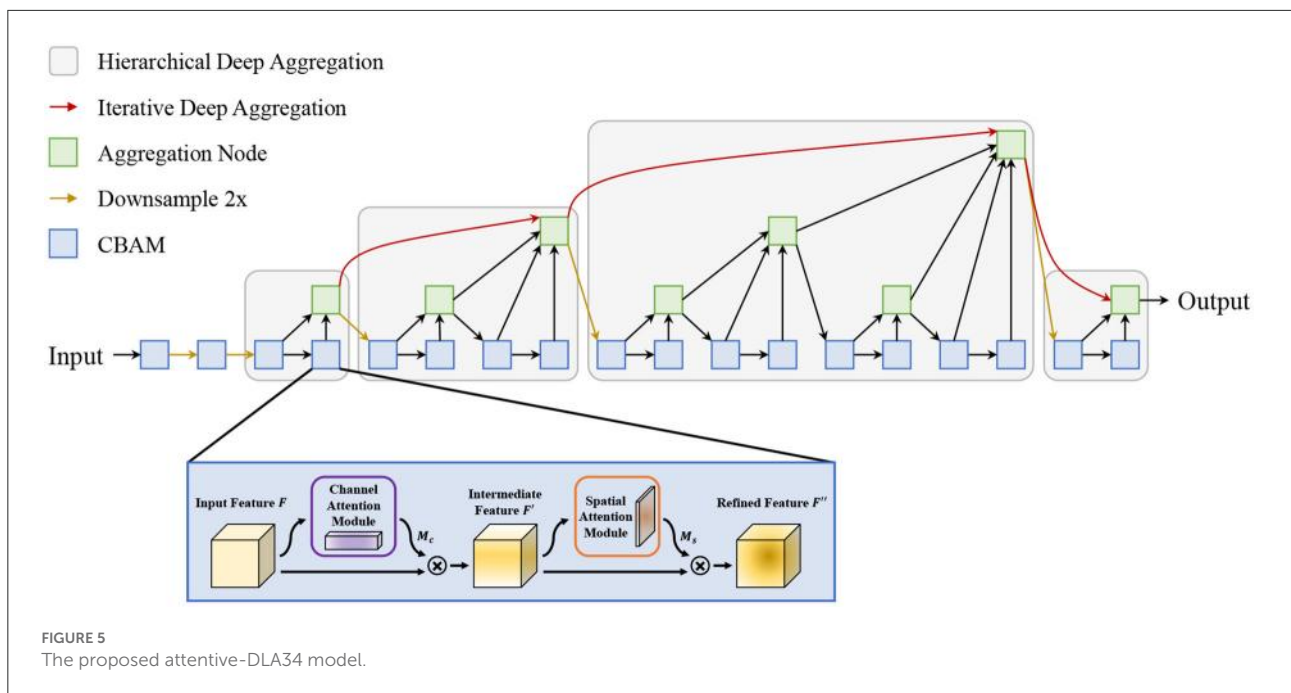 Hierarchical Deep Aggregation
Iterative Deep Aggregation
Aggregation Node
Downsample 2x
CBAM
Input
Output
Input Feature F
Channel
Attention
Module
M_c
Intermediate
Feature F'
Spatial
Attention
Module
M_s
Refined Feature F''
FIGURE 5
The proposed attentive-DLA34 model.